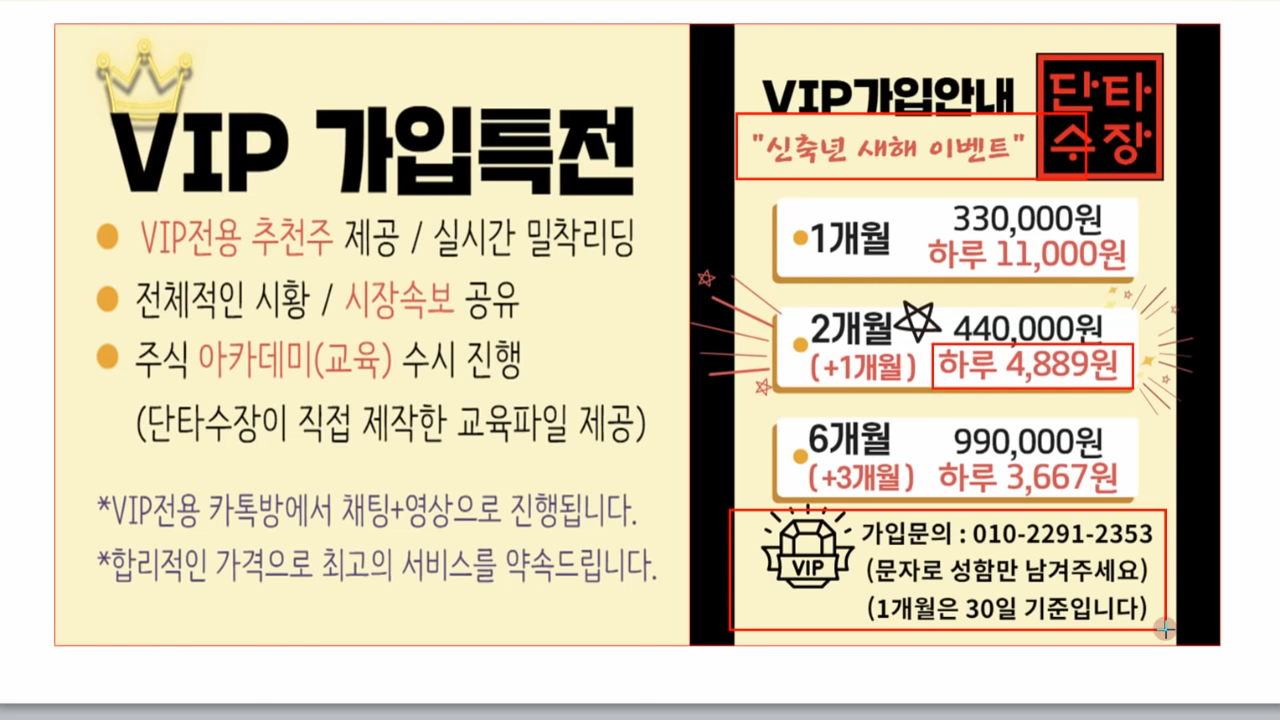 VIP 가입특전
VIP전용 추천주 제공 / 실시간 밀착리딩
전체적인 시황 / 시장속보 공유
주식 아카데미(교육) 수시 진행
(단타수장이 직접 제작한 교육파일 제공)
*VIP전용 카톡방에서 채팅+영상으로 진행됩니다.
*합리적인 가격으로 최고의 서비스를 약속드립니다.
VIP가입안내
단타
수장
"신축년 새해 이벤트"
1개월 330,000원
하루 11,000원
2개월 440,000원
(+1개월) 하루 4,889원
6개월 990,000원
(+3개월) 하루 3,667원
VIP
가입문의 : 010-2291-2353
(문자로 성함만 남겨주세요)
(1개월은 30일 기준입니다)